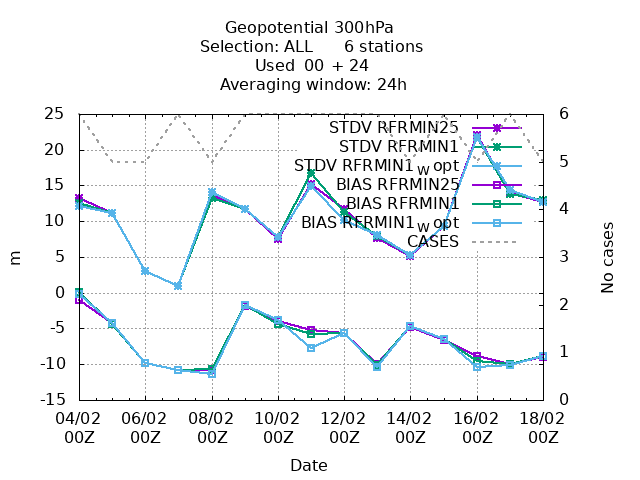 Geopotential 300hPa
Selection: ALL      6 stations
Used  00 + 24
Averaging window: 24h
STDV RFRMIN25
STDV RFRMIN1
STDV RFRMIN1_w opt
BIAS RFRMIN25
BIAS RFRMIN1
BIAS RFRMIN1_w opt
CASES
25
20
15
10
5
0
-5
-10
-15
m
6
5
4
3
2
1
0
No cases
04/02 06/02 08/02 10/02 12/02 14/02 16/02 18/02
00Z 00Z 00Z 00Z 00Z 00Z 00Z 00Z
Date